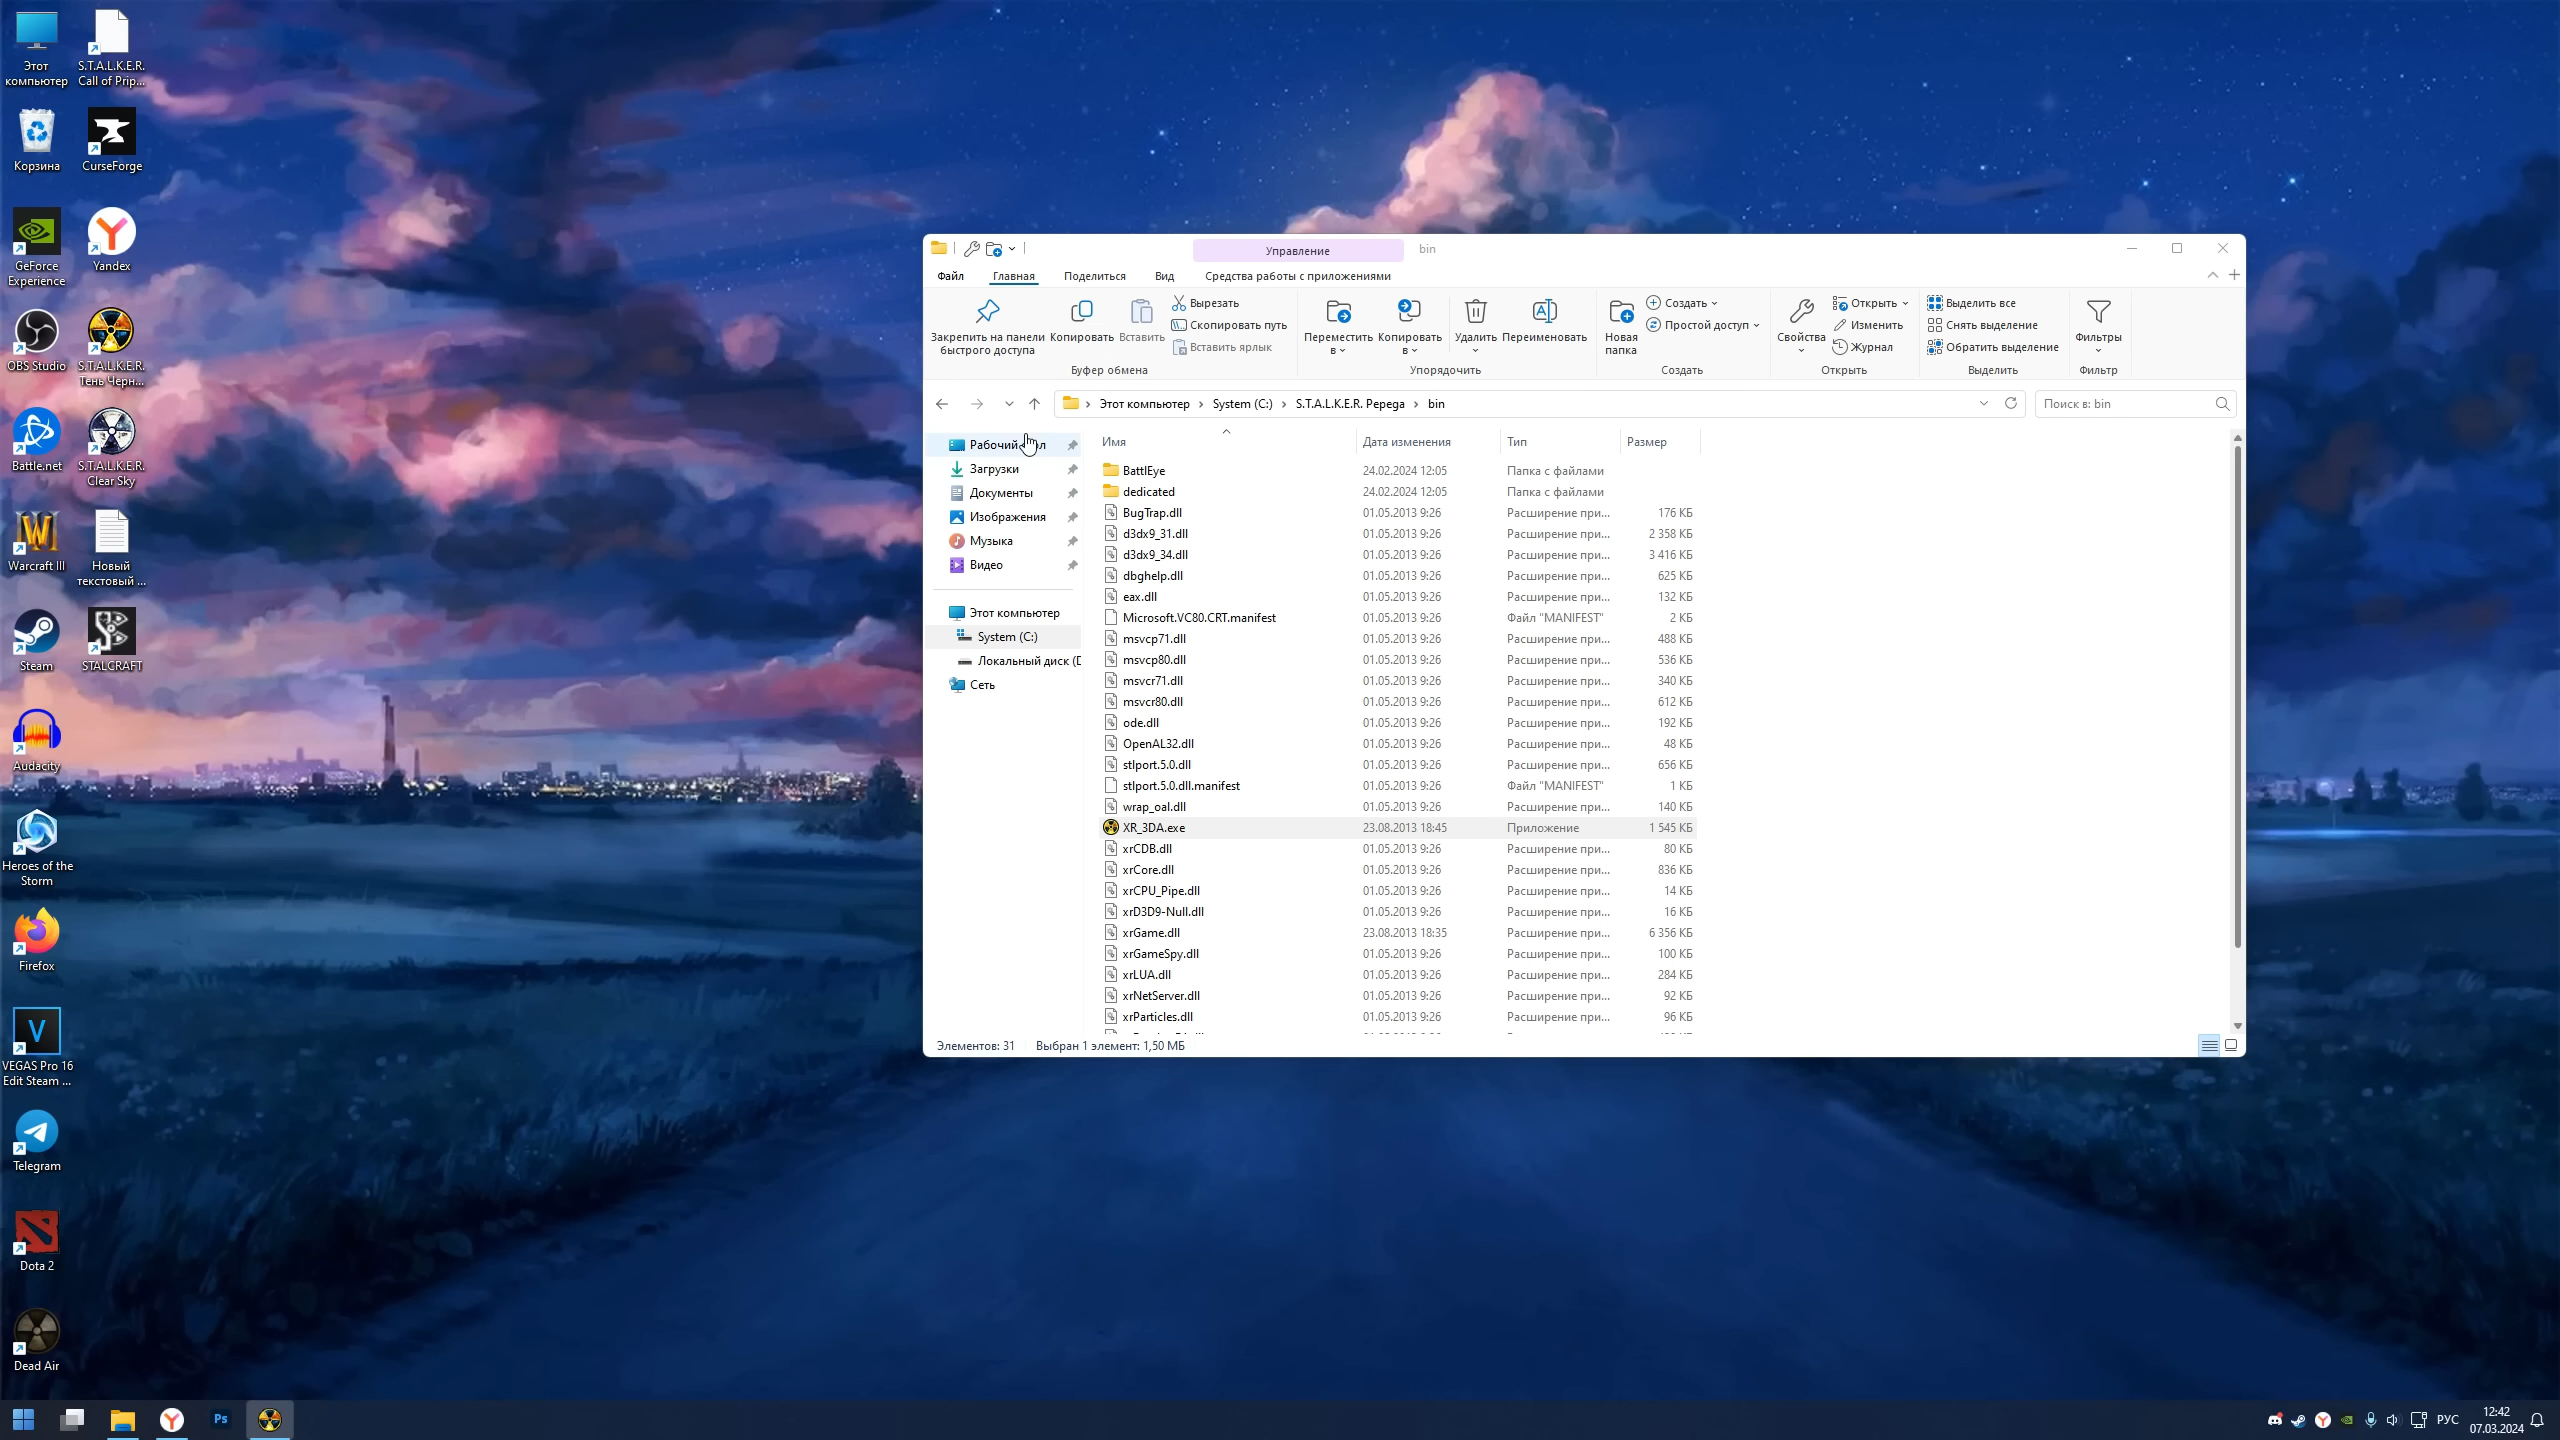 Этот
компьютер
S.T.A.L.K.E.R.
Call of Prip...
Корзина
CurseForge
GeForce
Experience
Yandex
OBS Studio
S.T.A.L.K.E.R.
Тень Черн...
Battle.net
S.T.A.L.K.E.R.
Clear Sky
Warcraft III
Новый
текстовый ...
Steam
STALCRAFT
Audacity
Heroes of the
Storm
Firefox
VEGAS Pro 16
Edit Steam ...
Telegram
Dota 2
Dead Air
Управление
bin
Файл
Главная
Поделиться
Вид
Средства работы с приложениями
Закрепить на панели
быстрого доступа
Копировать
Вставить
Вырезать
Скопировать путь
Вставить ярлык
Буфер обмена
Переместить
в
Копировать
в
Удалить
Переименовать
Упорядочить
Новая
папка
Создать
Простой доступ
Создать
Свойства
Открыть
Изменить
Журнал
Открыть
Выделить все
Снять выделение
Обратить выделение
Выделить
Фильтры
Фильтр
Этот компьютер > System (C:) > S.T.A.L.K.E.R. Pepega > bin
Поиск в: bin
Загрузки
Документы
Изображения
Музыка
Видео
Этот компьютер
System (C:)
Локальный диск (D
Сеть
Имя Дата изменения Тип Размер
BattlEye 24.02.2024 12:05 Папка с файлами
dedicated 24.02.2024 12:05 Папка с файлами
BugTrap.dll 01.05.2013 9:26 Расширение при... 176 КБ
d3dx9_31.dll 01.05.2013 9:26 Расширение при... 2 358 КБ
d3dx9_34.dll 01.05.2013 9:26 Расширение при... 3 416 КБ
dbghelp.dll 01.05.2013 9:26 Расширение при... 625 КБ
eax.dll 01.05.2013 9:26 Расширение при... 132 КБ
Microsoft.VC80.CRT.manifest 01.05.2013 9:26 Файл "MANIFEST" 2 КБ
msvcp71.dll 01.05.2013 9:26 Расширение при... 488 КБ
msvcp80.dll 01.05.2013 9:26 Расширение при... 536 КБ
msvcr71.dll 01.05.2013 9:26 Расширение при... 340 КБ
msvcr80.dll 01.05.2013 9:26 Расширение при... 612 КБ
ode.dll 01.05.2013 9:26 Расширение при... 192 КБ
OpenAL32.dll 01.05.2013 9:26 Расширение при... 48 КБ
stlport.5.0.dll 01.05.2013 9:26 Расширение при... 656 КБ
stlport.5.0.dll.manifest 01.05.2013 9:26 Файл "MANIFEST" 1 КБ
wrap_oal.dll 01.05.2013 9:26 Расширение при... 140 КБ
XR_3DA.exe 23.08.2013 18:45 Приложение 1 545 КБ
xrCDB.dll 01.05.2013 9:26 Расширение при... 80 КБ
xrCore.dll 01.05.2013 9:26 Расширение при... 836 КБ
xrCPU_Pipe.dll 01.05.2013 9:26 Расширение при... 14 КБ
xrD3D9-Null.dll 01.05.2013 9:26 Расширение при... 16 КБ
xrGame.dll 23.08.2013 18:35 Расширение при... 6 356 КБ
xrGameSpy.dll 01.05.2013 9:26 Расширение при... 100 КБ
xrLUA.dll 01.05.2013 9:26 Расширение при... 284 КБ
xrNetServer.dll 01.05.2013 9:26 Расширение при... 92 КБ
xrParticles.dll 01.05.2013 9:26 Расширение при... 96 КБ
Элементов: 31 Выбран 1 элемент: 1,50 МБ
Ps
РУС
12:42
07.03.2024